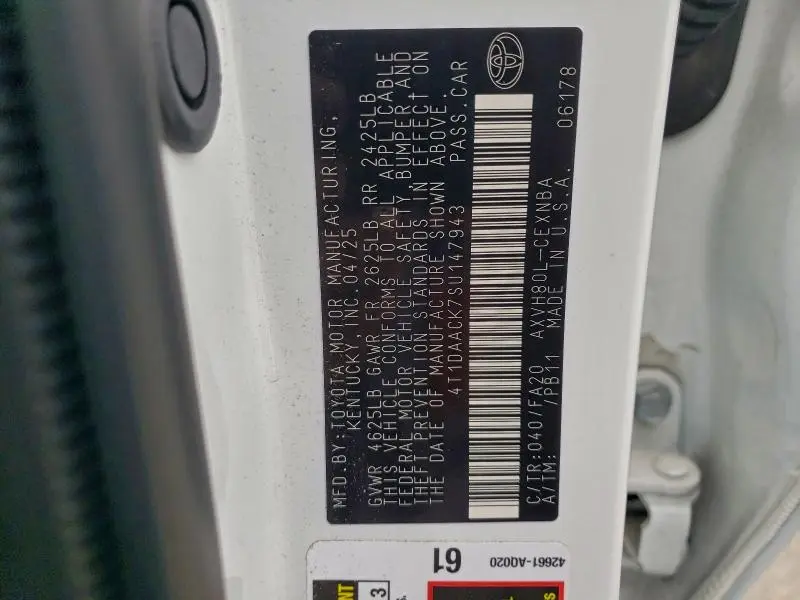 MFD.BY:TOYOTA MOTOR MANUFACTURING,
KENTUCKY, INC. 04/25
GVWR 4625LB GAWR FR 2625LB RR 2425LB
THIS VEHICLE CONFORMS TO ALL APPLICABLE
FEDERAL MOTOR VEHICLE SAFETY, BUMPER AND
THEFT PREVENTION STANDARDS IN EFFECT ON
THE DATE OF MANUFACTURE SHOWN ABOVE.
4T1DAACK7SU147943 PASS.CAR
C/TR:040/FA20 AXVH80L-CEXNBA
A/TM: /PB11 MADE IN U.S.A. 06178
61
42661-AQ020
NT
3
s.